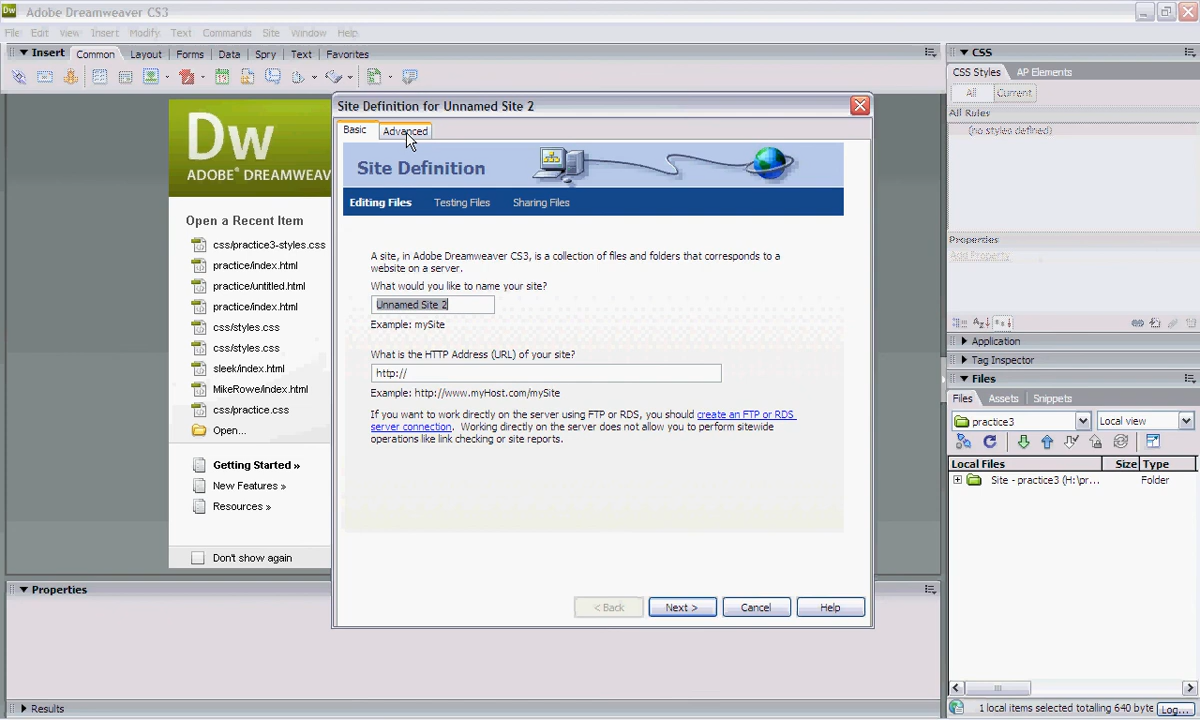 Dw Adobe Dreamweaver CS3
File Edit View Insert Modify Text Commands Site Window Help
Insert Common Layout Forms Data Spry Text Favorites
Dw
ADOBE® DREAMWEAV
Open a Recent Item
css/practice3-styles.css
practice/index.html
practice/untitled.html
practice/index.html
css/styles.css
css/styles.css
sleek/index.html
MikeRowe/index.html
css/practice.css
Open...
Getting Started »
New Features »
Resources »
Don't show again
Site Definition for Unnamed Site 2
Basic Advanced
Site Definition
Editing Files Testing Files Sharing Files
A site, in Adobe Dreamweaver CS3, is a collection of files and folders that corresponds to a
website on a server.
What would you like to name your site?
Unnamed Site 2
Example: mySite
What is the HTTP Address (URL) of your site?
http://
Example: http://www.myHost.com/mySite
If you want to work directly on the server using FTP or RDS, you should create an FTP or RDS
server connection. Working directly on the server does not allow you to perform sitewide
operations like link checking or site reports.
< Back Next > Cancel Help
CSS
CSS Styles AP Elements
All Current
All Rules
(no styles defined)
Properties
Add Property
Application
Tag Inspector
Files
Files Assets Snippets
practice3 Local view
Local Files Size Type
Site - practice3 (H:\pr... Folder
1 local items selected totalling 640 byte Log...
Properties
Results